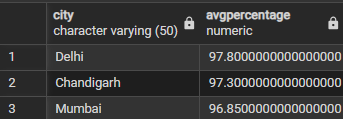 city avgpercentage
character varying (50) numeric
1 Delhi 97.8000000000000000
2 Chandigarh 97.3000000000000000
3 Mumbai 96.8500000000000000